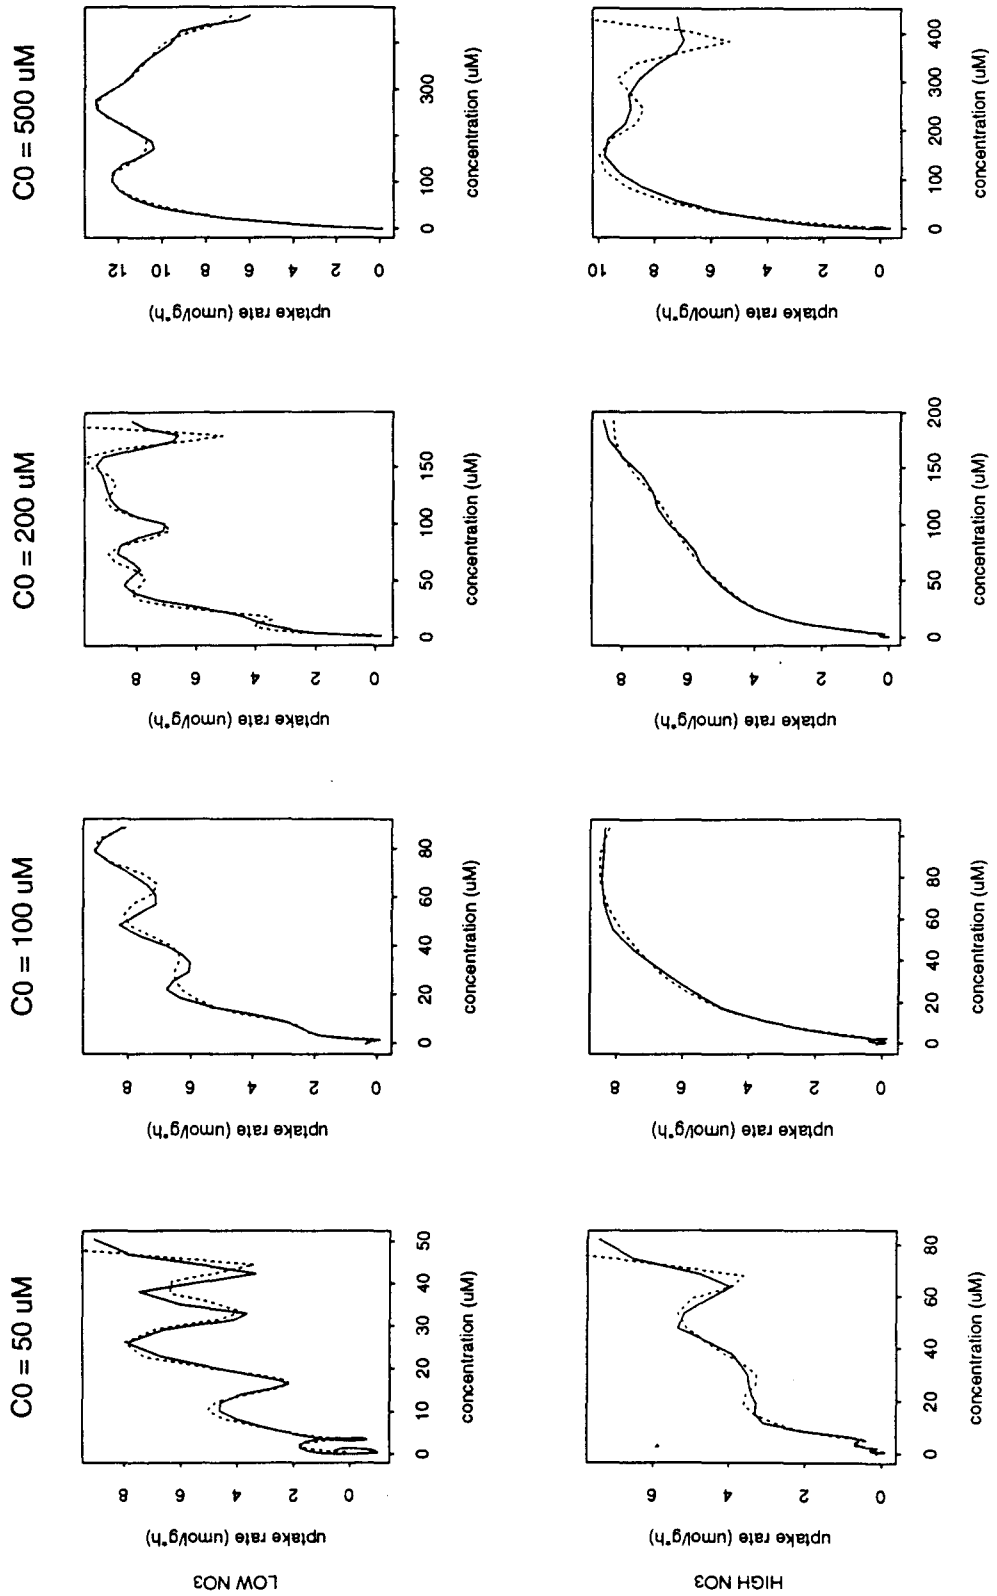 C0 = 50 uM
C0 = 100 uM
C0 = 200 uM
C0 = 500 uM
LOW NO3
uptake rate (umol/g*h)
0 2 4 6 8
0 10 20 30 40 50
concentration (uM)
uptake rate (umol/g*h)
0 2 4 6 8
0 20 40 60 80
concentration (uM)
uptake rate (umol/g*h)
0 2 4 6 8
0 50 100 150
concentration (uM)
uptake rate (umol/g*h)
0 2 4 6 8 10 12
0 100 300
concentration (uM)
HIGH NO3
uptake rate (umol/g*h)
0 2 4 6
0 20 40 60 80
concentration (uM)
uptake rate (umol/g*h)
0 2 4 6 8
0 20 40 60 80
concentration (uM)
uptake rate (umol/g*h)
0 2 4 6 8
0 50 100 150 200
concentration (uM)
uptake rate (umol/g*h)
0 2 4 6 8 10
0 100 200 300 400
concentration (uM)